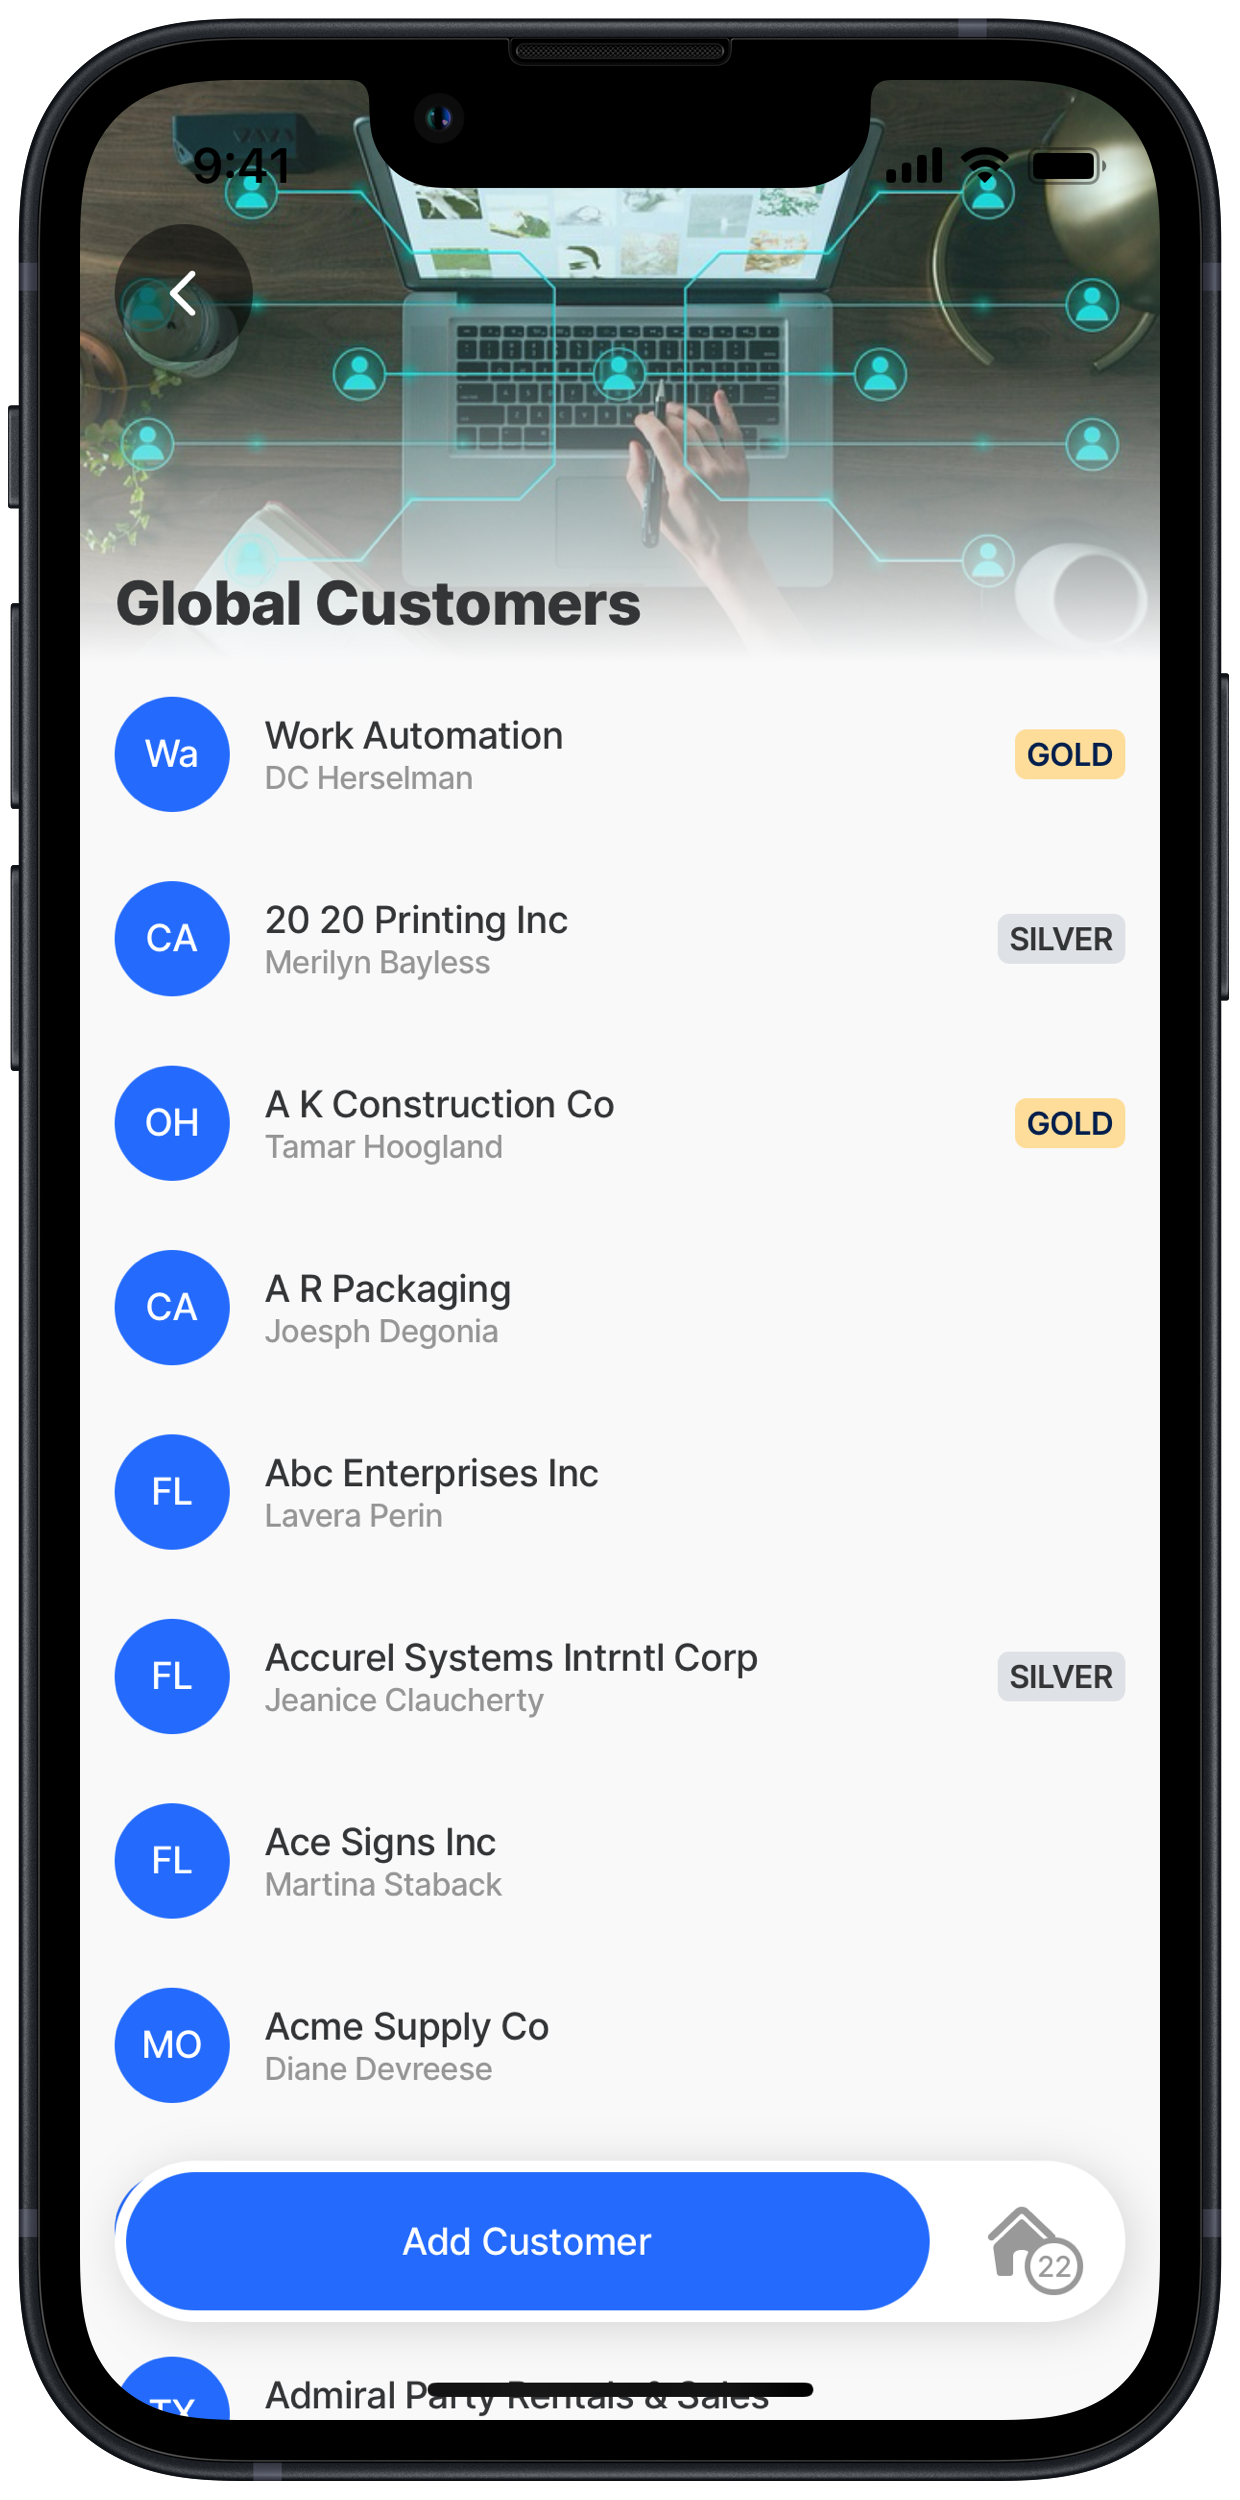 9:41
Global Customers
Wa
Work Automation
DC Herselman
GOLD
CA
20 20 Printing Inc
Merilyn Bayless
SILVER
OH
A K Construction Co
Tamar Hoogland
GOLD
CA
A R Packaging
Joesph Degonia
FL
Abc Enterprises Inc
Lavera Perin
FL
Accurel Systems Intrntl Corp
Jeanice Claucherty
SILVER
FL
Ace Signs Inc
Martina Staback
MO
Acme Supply Co
Diane Devreese
Add Customer
22
TX
Admiral Party Rentals & Sales